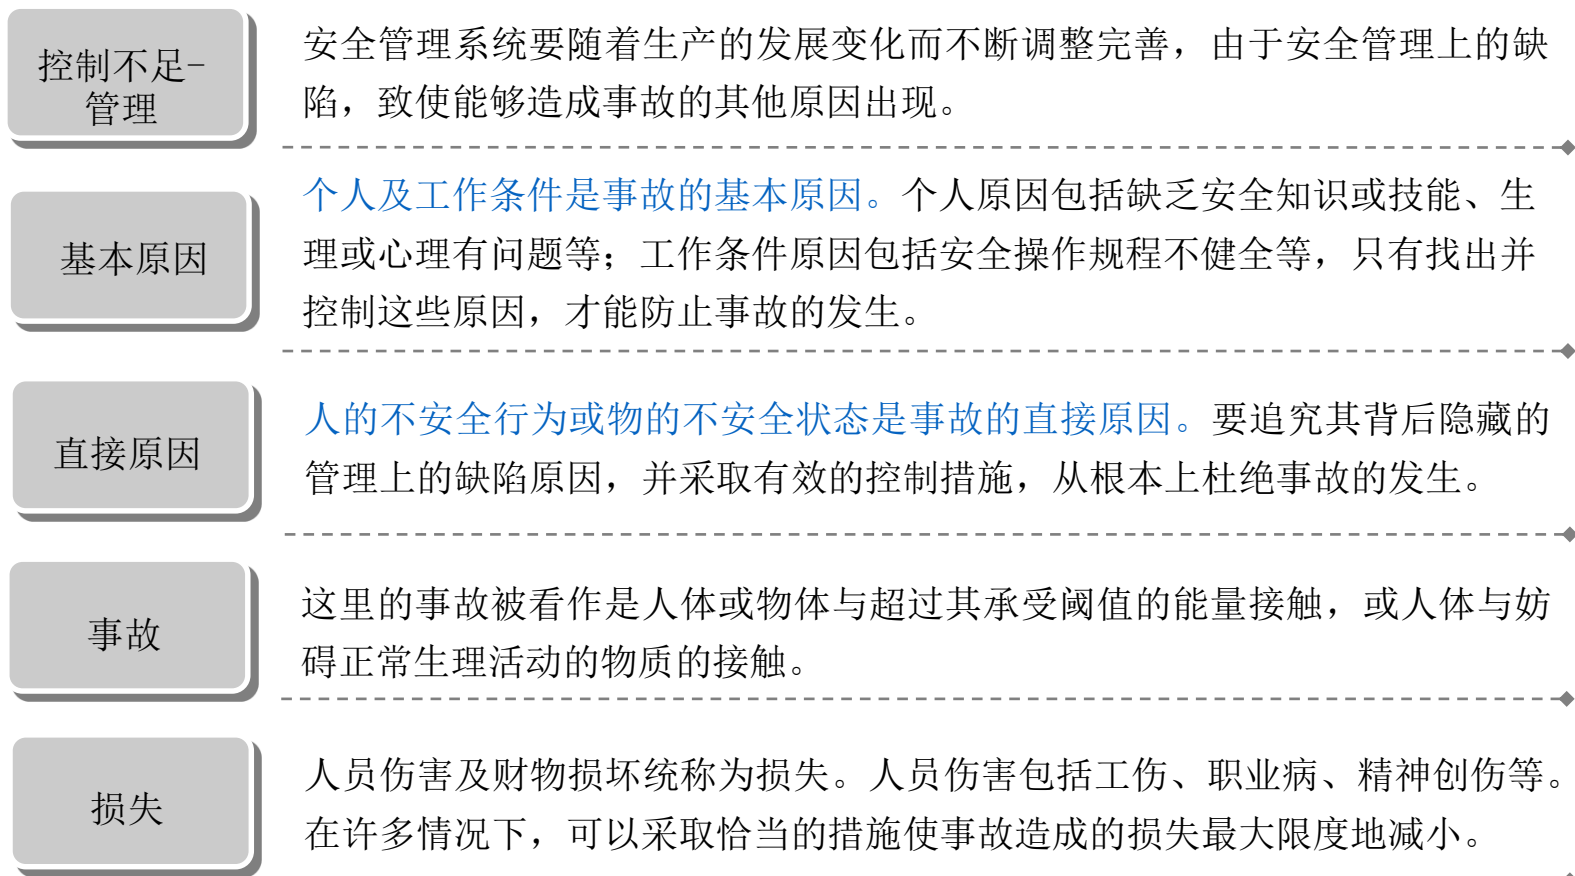 控制不足-
管理
安全管理系统要随着生产的发展变化而不断调整完善，由于安全管理上的缺
陷，致使能够造成事故的其他原因出现。
基本原因
个人及工作条件是事故的基本原因。个人原因包括缺乏安全知识或技能、生
理或心理有问题等；工作条件原因包括安全操作规程不健全等，只有找出并
控制这些原因，才能防止事故的发生。
直接原因
人的不安全行为或物的不安全状态是事故的直接原因。要追究其背后隐藏的
管理上的缺陷原因，并采取有效的控制措施，从根本上杜绝事故的发生。
事故
这里的事故被看作是人体或物体与超过其承受阈值的能量接触，或人体与妨
碍正常生理活动的物质的接触。
损失
人员伤害及财物损坏统称为损失。人员伤害包括工伤、职业病、精神创伤等。
在许多情况下，可以采取恰当的措施使事故造成的损失最大限度地减小。